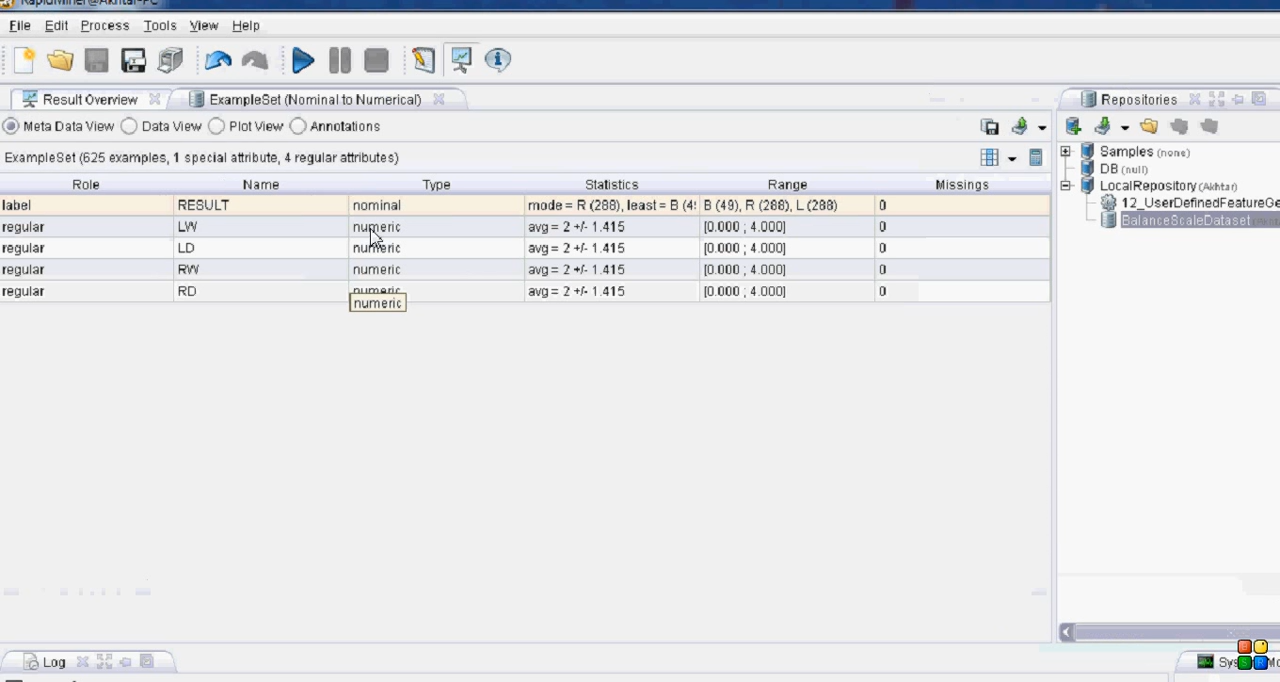 RapidMiner@Akhtar-PC
File Edit Process Tools View Help
Result Overview ExampleSet (Nominal to Numerical)
Repositories
Meta Data View Data View Plot View Annotations
ExampleSet (625 examples, 1 special attribute, 4 regular attributes)
Samples (none)
DB (null)
LocalRepository (Akhtar)
12_UserDefinedFeatureGe
BalanceScaleDataset
Role Name Type Statistics Range Missings
label RESULT nominal mode = R (288), least = B (4 B (49), R (288), L (288) 0
regular LW numeric avg = 2 +/- 1.415 [0.000 ; 4.000] 0
regular LD numeric avg = 2 +/- 1.415 [0.000 ; 4.000] 0
regular RW numeric avg = 2 +/- 1.415 [0.000 ; 4.000] 0
regular RD numeric avg = 2 +/- 1.415 [0.000 ; 4.000] 0
numeric
Log